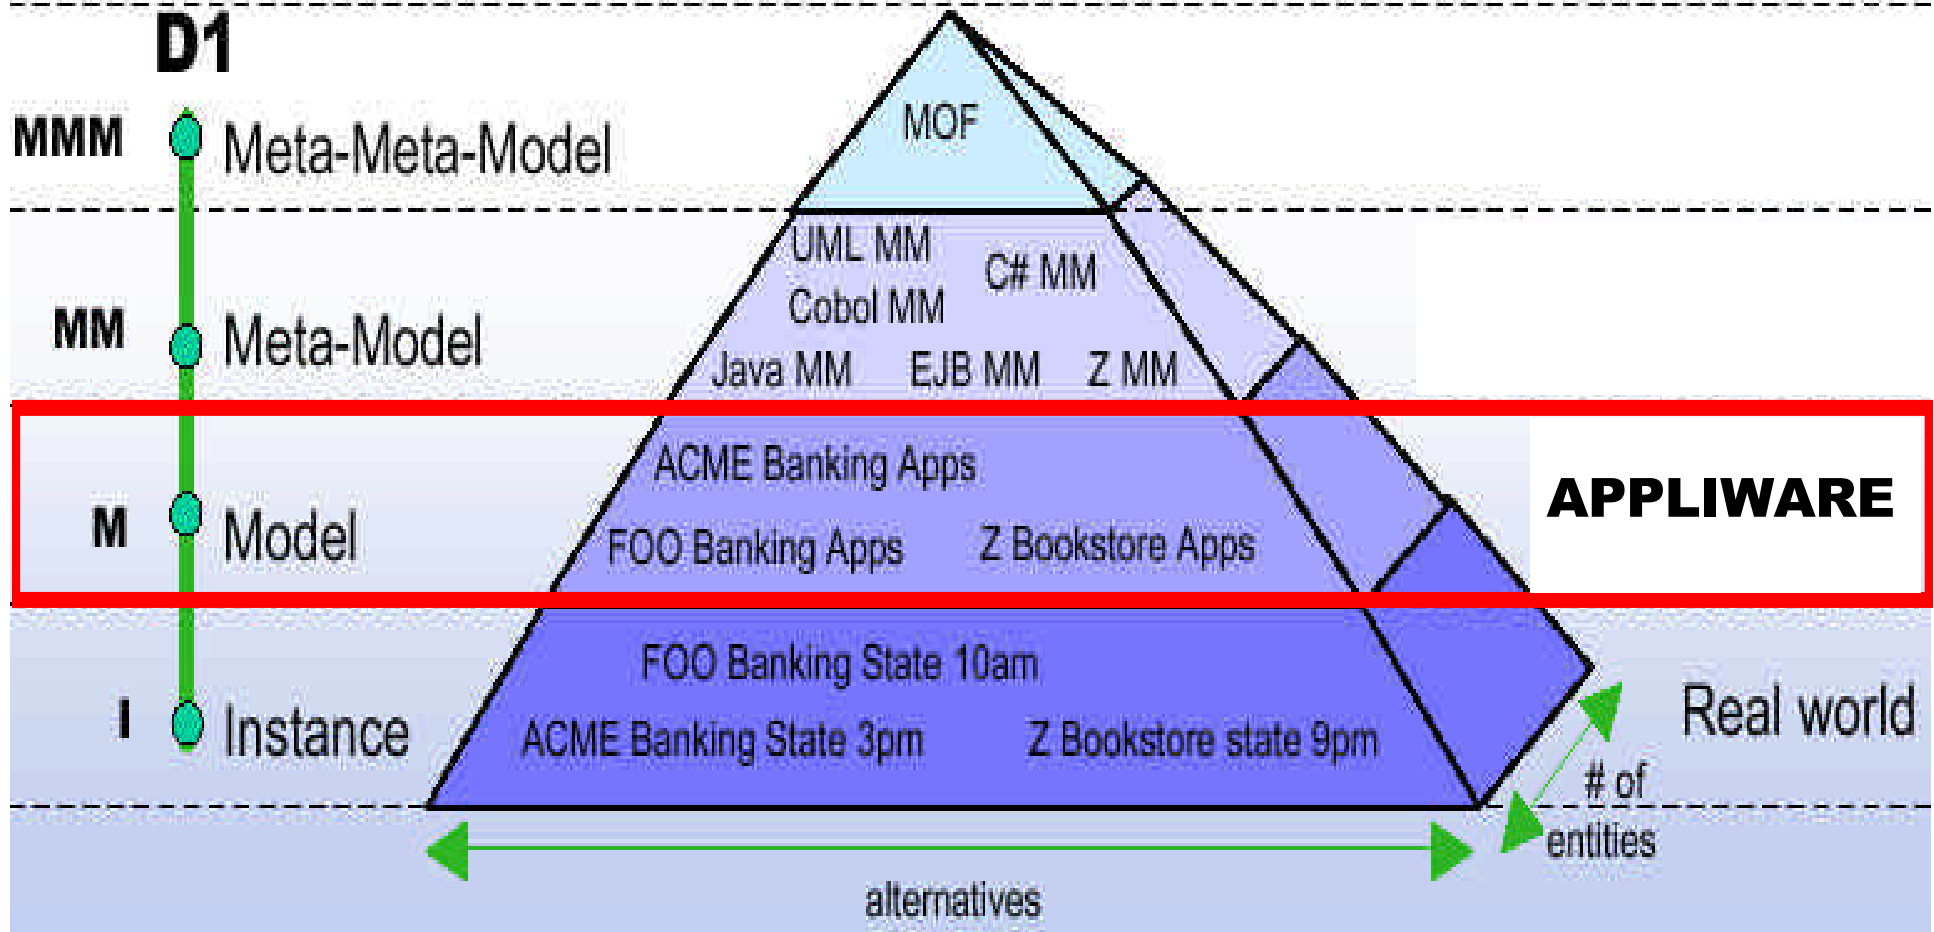 D1
MMM Meta-Meta-Model
MOF
MM Meta-Model
UML MM
C# MM
Cobol MM
Java MM EJB MM Z MM
M Model
ACME Banking Apps
FOO Banking Apps Z Bookstore Apps
APPLIWARE
I Instance
FOO Banking State 10am
ACME Banking State 3pm Z Bookstore state 9pm
Real world
# of
entities
alternatives